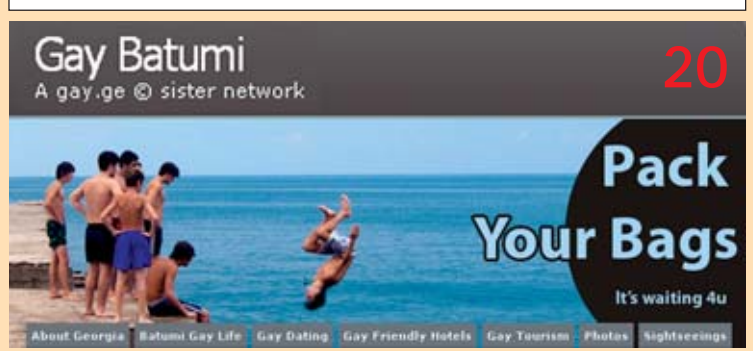 Gay Batumi
A gay.ge © sister network
20
Pack
Your Bags
It's waiting 4u
About Georgia Batumi Gay Life Gay Dating Gay Friendly Hotels Gay Tourism Photos Sightseeings